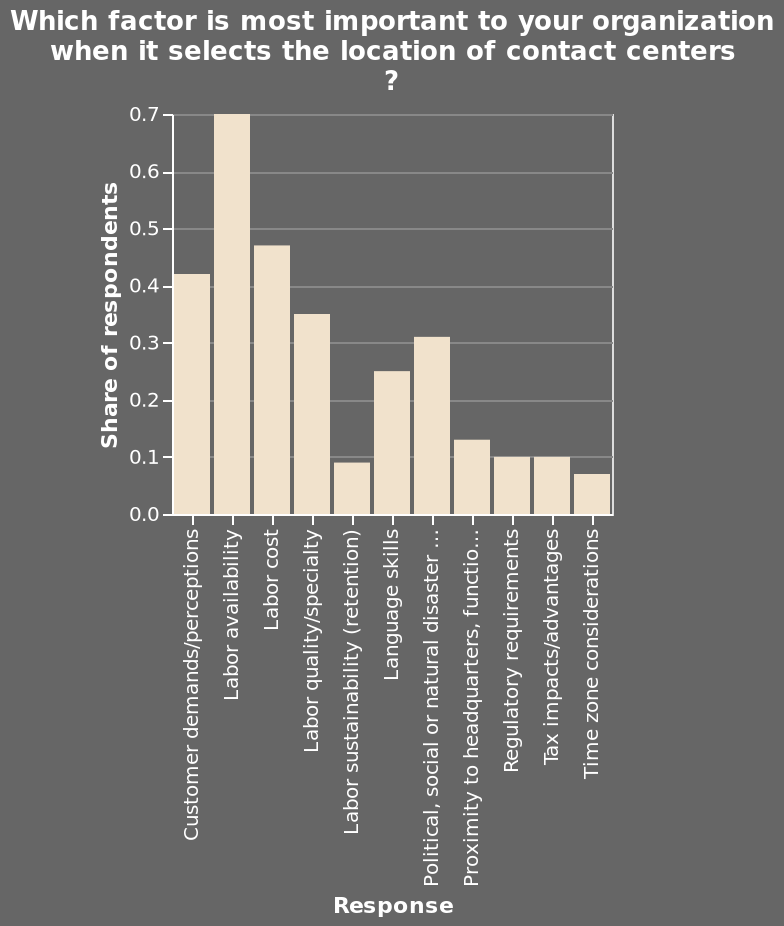 Which factor is most important to your organization
when it selects the location of contact centers
?
Share of respondents
0.7
0.6
0.5
0.4
0.3
0.2
0.1
0.0
Customer demands/perceptions
Labor availability
Labor cost
Labor quality/specialty
Labor sustainability (retention)
Language skills
Political, social or natural disaster ...
Proximity to headquarters, functio...
Regulatory requirements
Tax impacts/advantages
Time zone considerations
Response